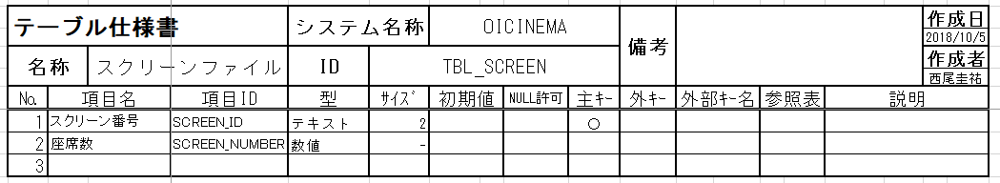 テーブル仕様書 システム名称 OICINEMA 備考 作成日
2018/10/5
名称 スクリーンファイル ID TBL_SCREEN 作成者
西尾圭祐
No. 項目名 項目ID 型 ｻｲｽﾞ 初期値 NULL許可 主ｷｰ 外ｷｰ 外部ｷｰ名 参照表 説明
1 スクリーン番号 SCREEN_ID テキスト 2 ○
2 座席数 SCREEN_NUMBER 数値 -
3